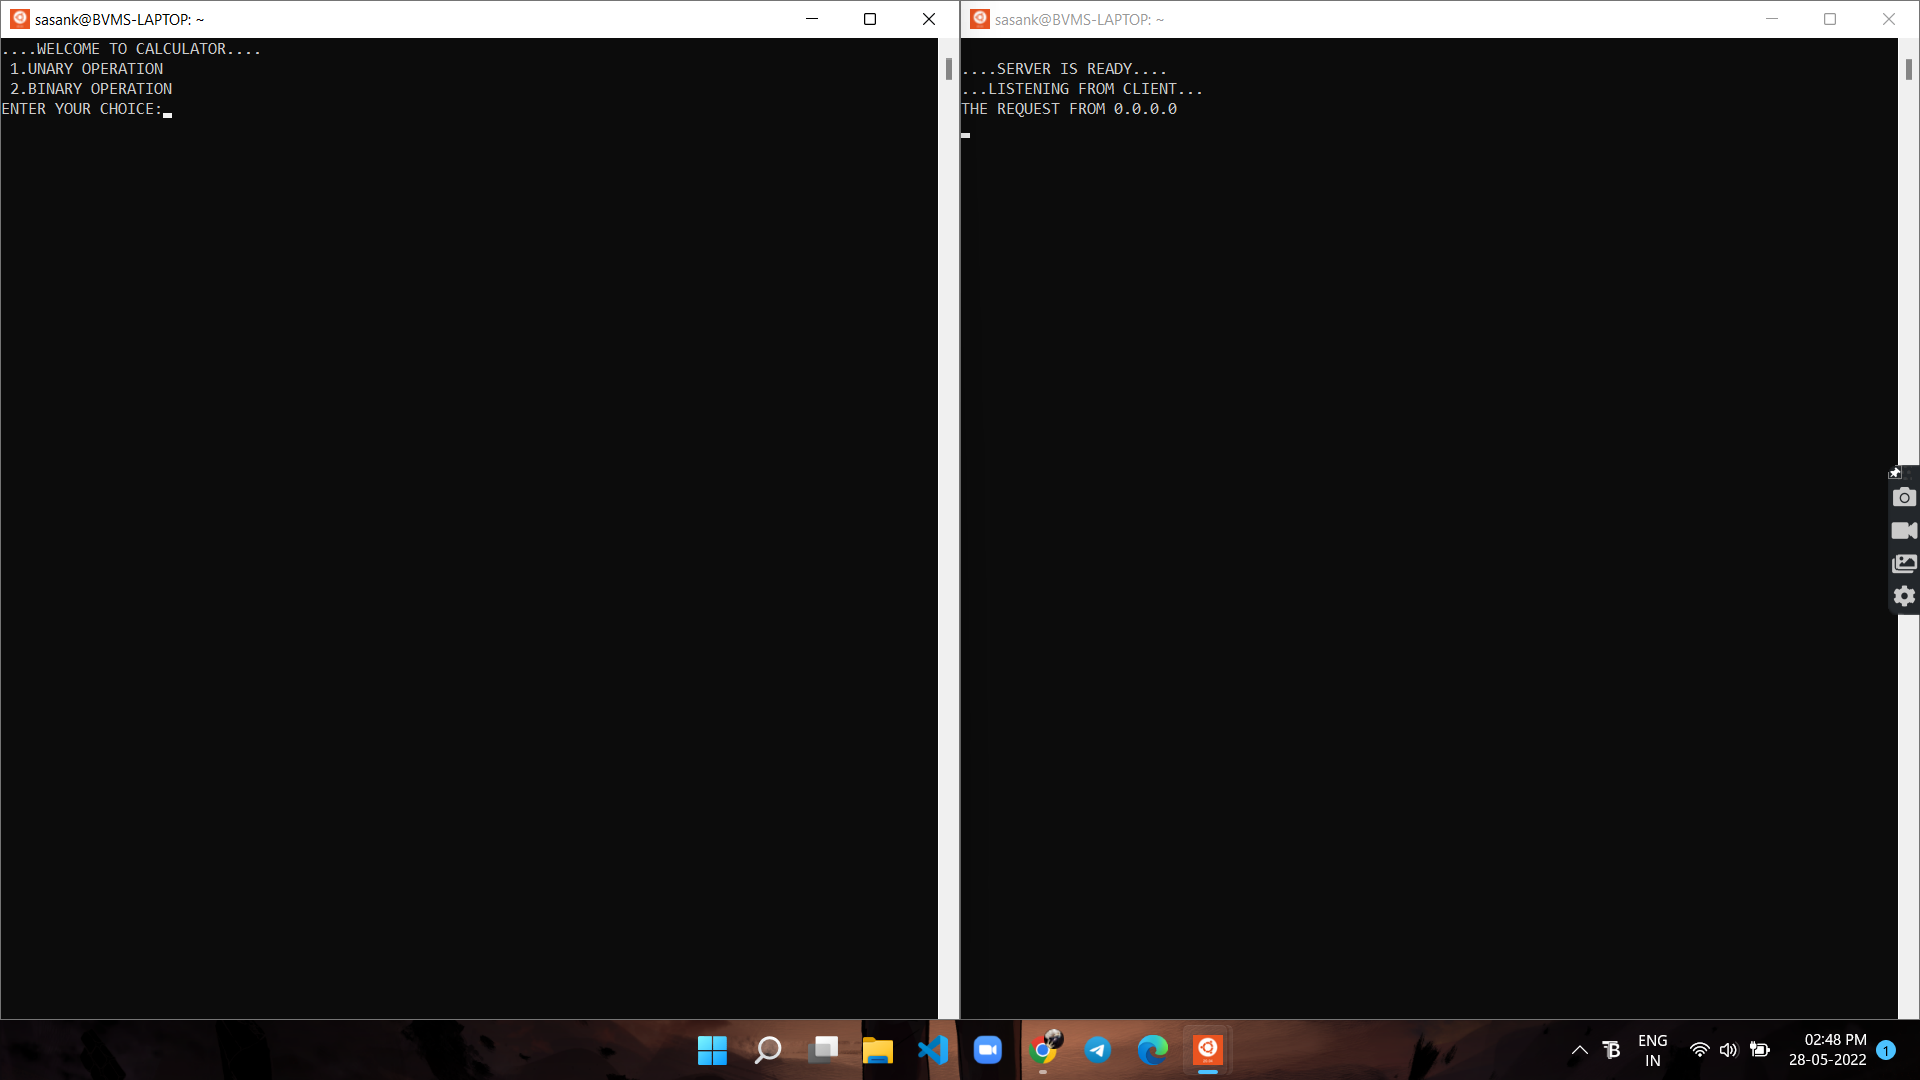 sasank@BVMS-LAPTOP: ~
....WELCOME TO CALCULATOR....
1.UNARY OPERATION
2.BINARY OPERATION
ENTER YOUR CHOICE:
sasank@BVMS-LAPTOP: ~
....SERVER IS READY....
...LISTENING FROM CLIENT...
THE REQUEST FROM 0.0.0.0
ENG
IN
02:48 PM
28-05-2022
1